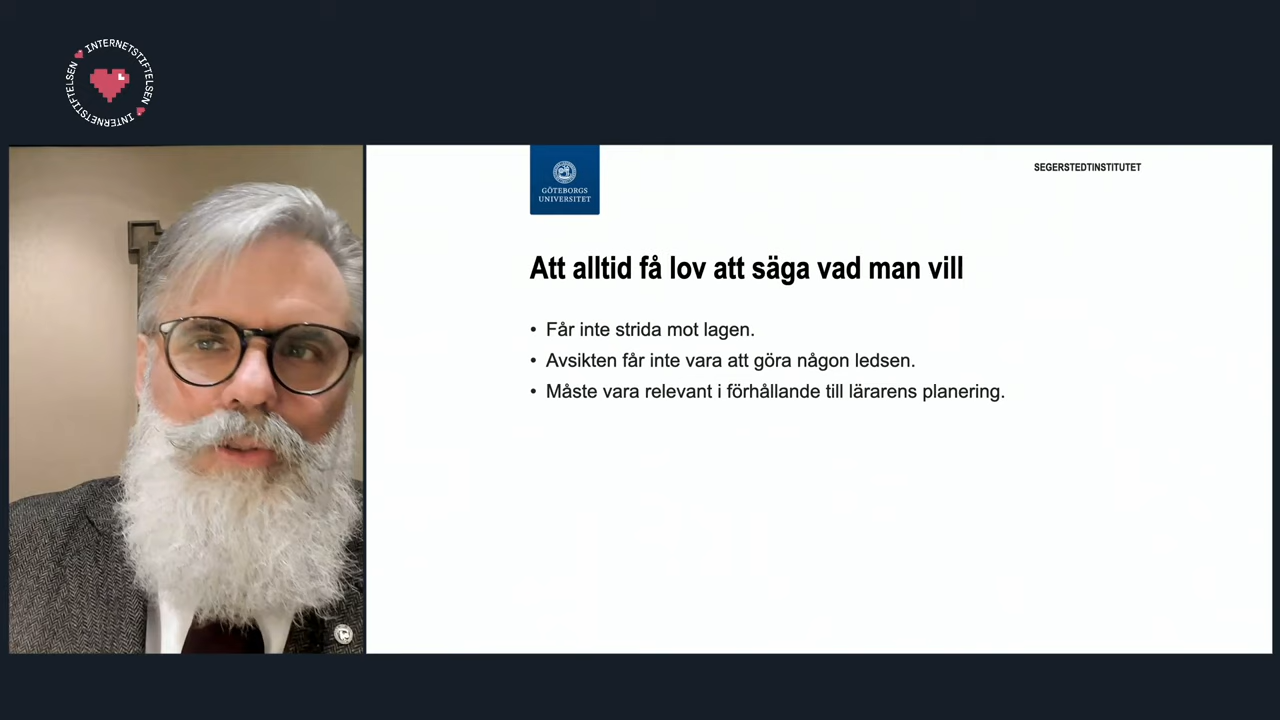 INTERNETSTIFTELSEN
INTERNETSTIFTELSEN
GÖTEBORGS
UNIVERSITET
SEGERSTEDTINSTITUTET
Att alltid få lov att säga vad man vill
• Får inte strida mot lagen.
• Avsikten får inte vara att göra någon ledsen.
• Måste vara relevant i förhållande till lärarens planering.